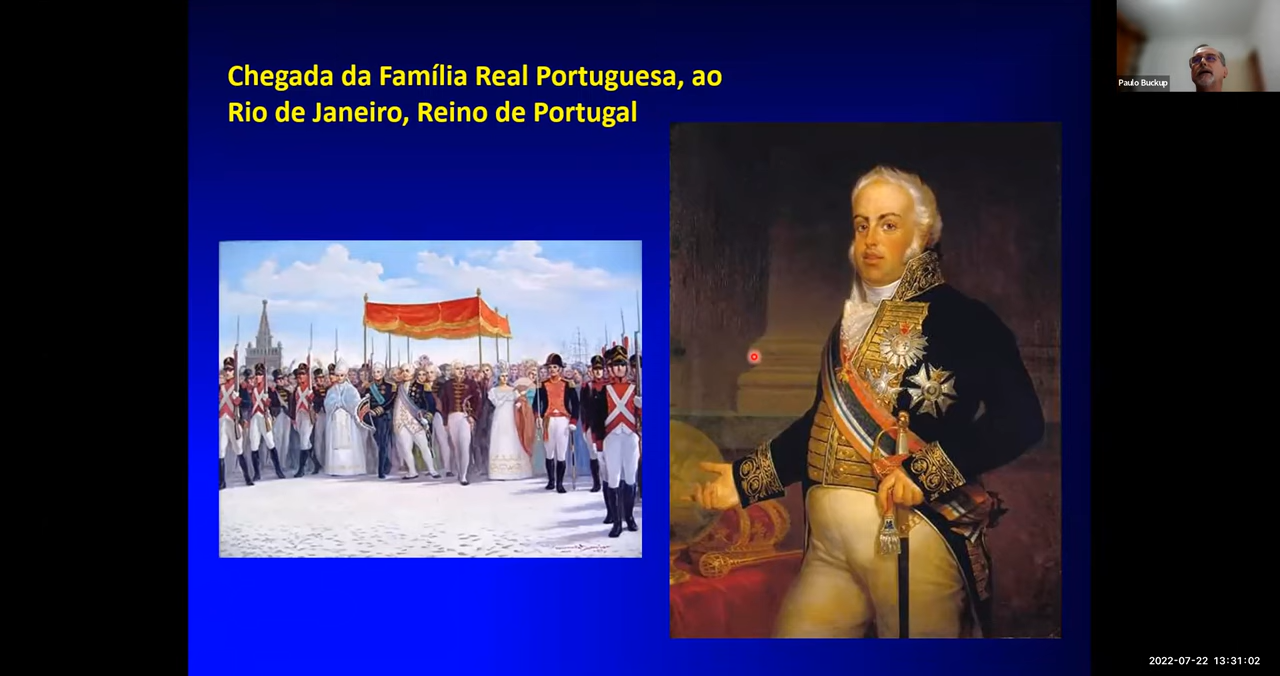 Chegada da Família Real Portuguesa, ao
Rio de Janeiro, Reino de Portugal
Paulo Buckup
2022-07-22 13:31:02